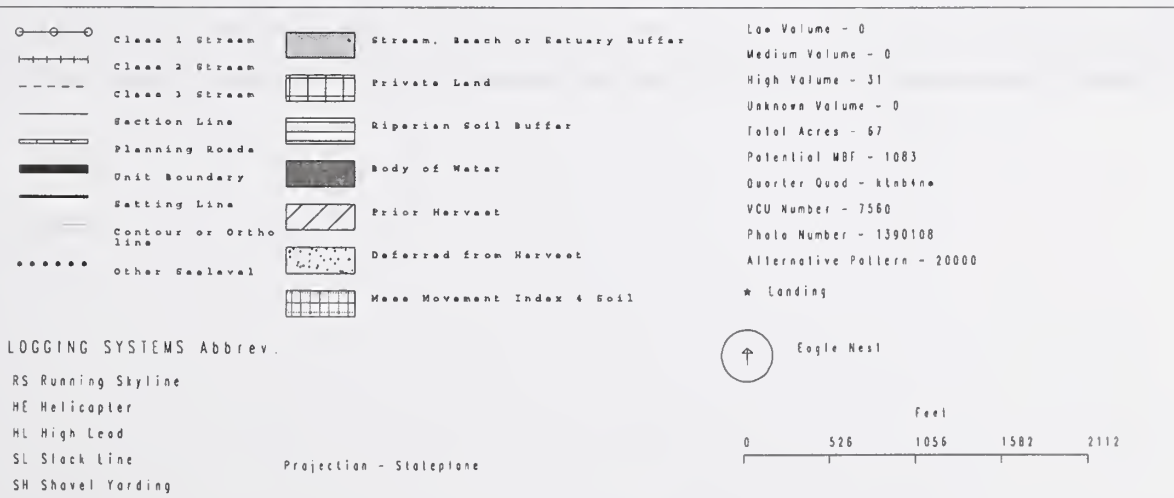 Class 1 Stream
Class 2 Stream
Class 3 Stream
Section Line
Planning Roads
Unit Boundary
Setting Line
Contour or Ortho
line
Other Sealevel
Stream, Beach or Estuary Buffer
Private Land
Riparian Soil Buffer
Body of Water
Prior Harvest
Deferred from Harvest
Mass Movement Index 4 Soil
Low Volume - 0
Medium Volume - 0
High Volume - 31
Unknown Volume - 0
Total Acres - 67
Potential MBF - 1083
Quarter Quad - ktnb4ne
VCU Number - 7560
Photo Number - 1390108
Alternative Pattern - 20000
* Landing
Eagle Nest
LOGGING SYSTEMS Abbrev.
RS Running Skyline
HE Helicopter
HL High Lead
SL Slack Line
SH Shovel Yarding
Projection - Stateplane
Feet
0 526 1056 1582 2112